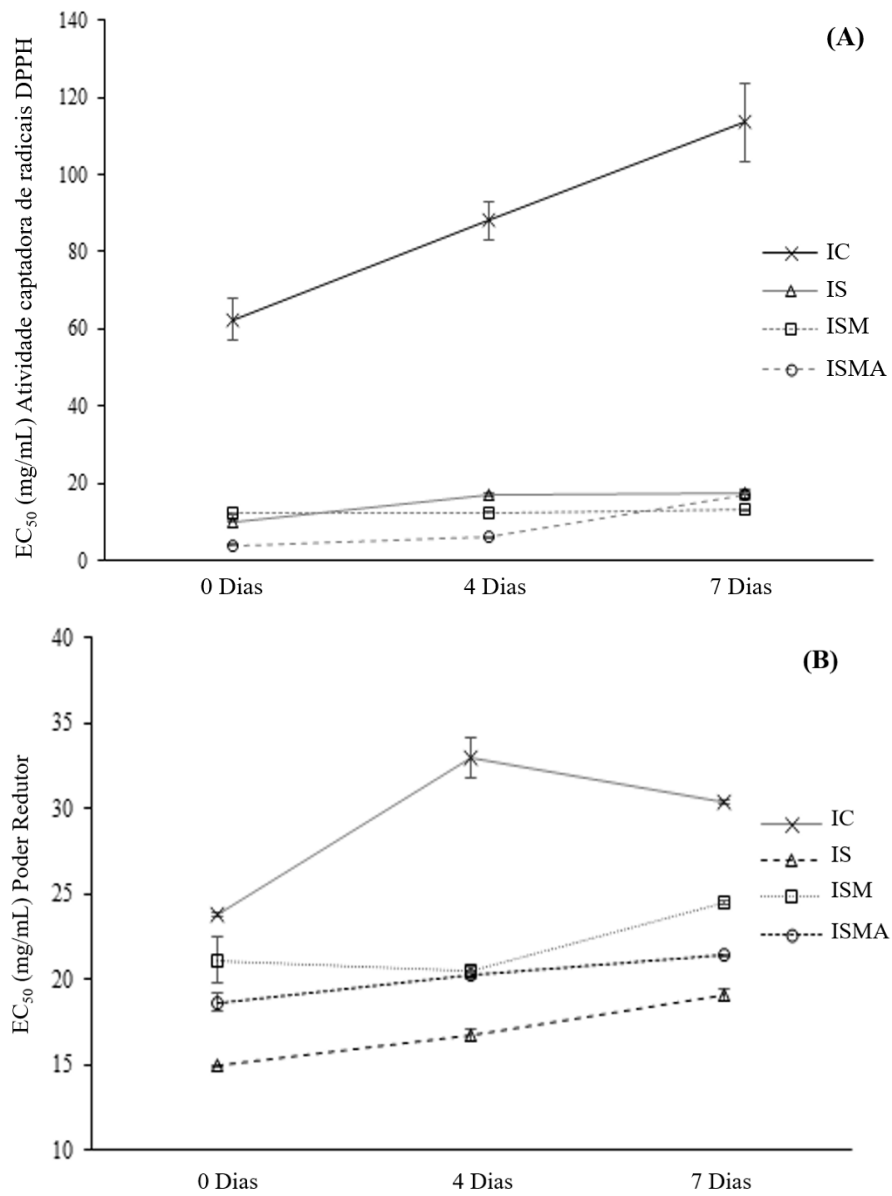 (A)
EC₅₀ (mg/mL) Atividade captadora de radicais DPPH
140
120
100
80
60
40
20
0
0 Dias
4 Dias
7 Dias
IC
IS
ISM
ISMA
(B)
EC₅₀ (mg/mL) Poder Redutor
40
35
30
25
20
15
10
0 Dias
4 Dias
7 Dias
IC
IS
ISM
ISMA